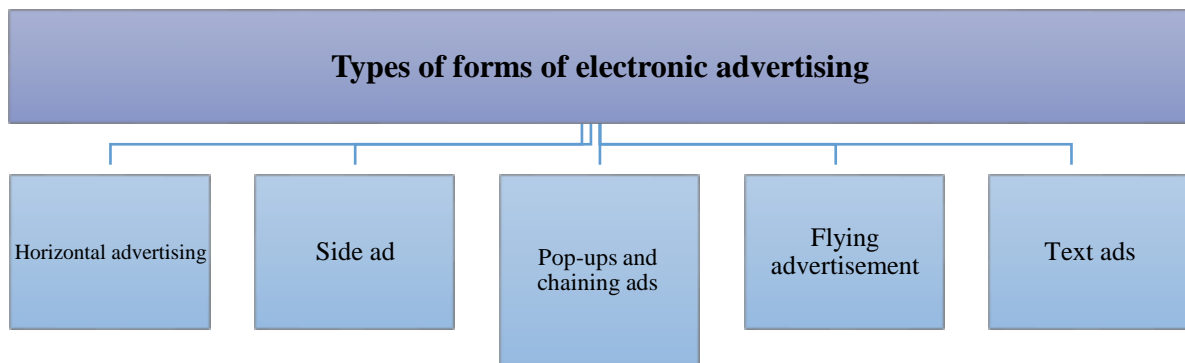 Types of forms of electronic advertising
Horizontal advertising
Side ad
Pop-ups and
chaining ads
Flying
advertisement
Text ads